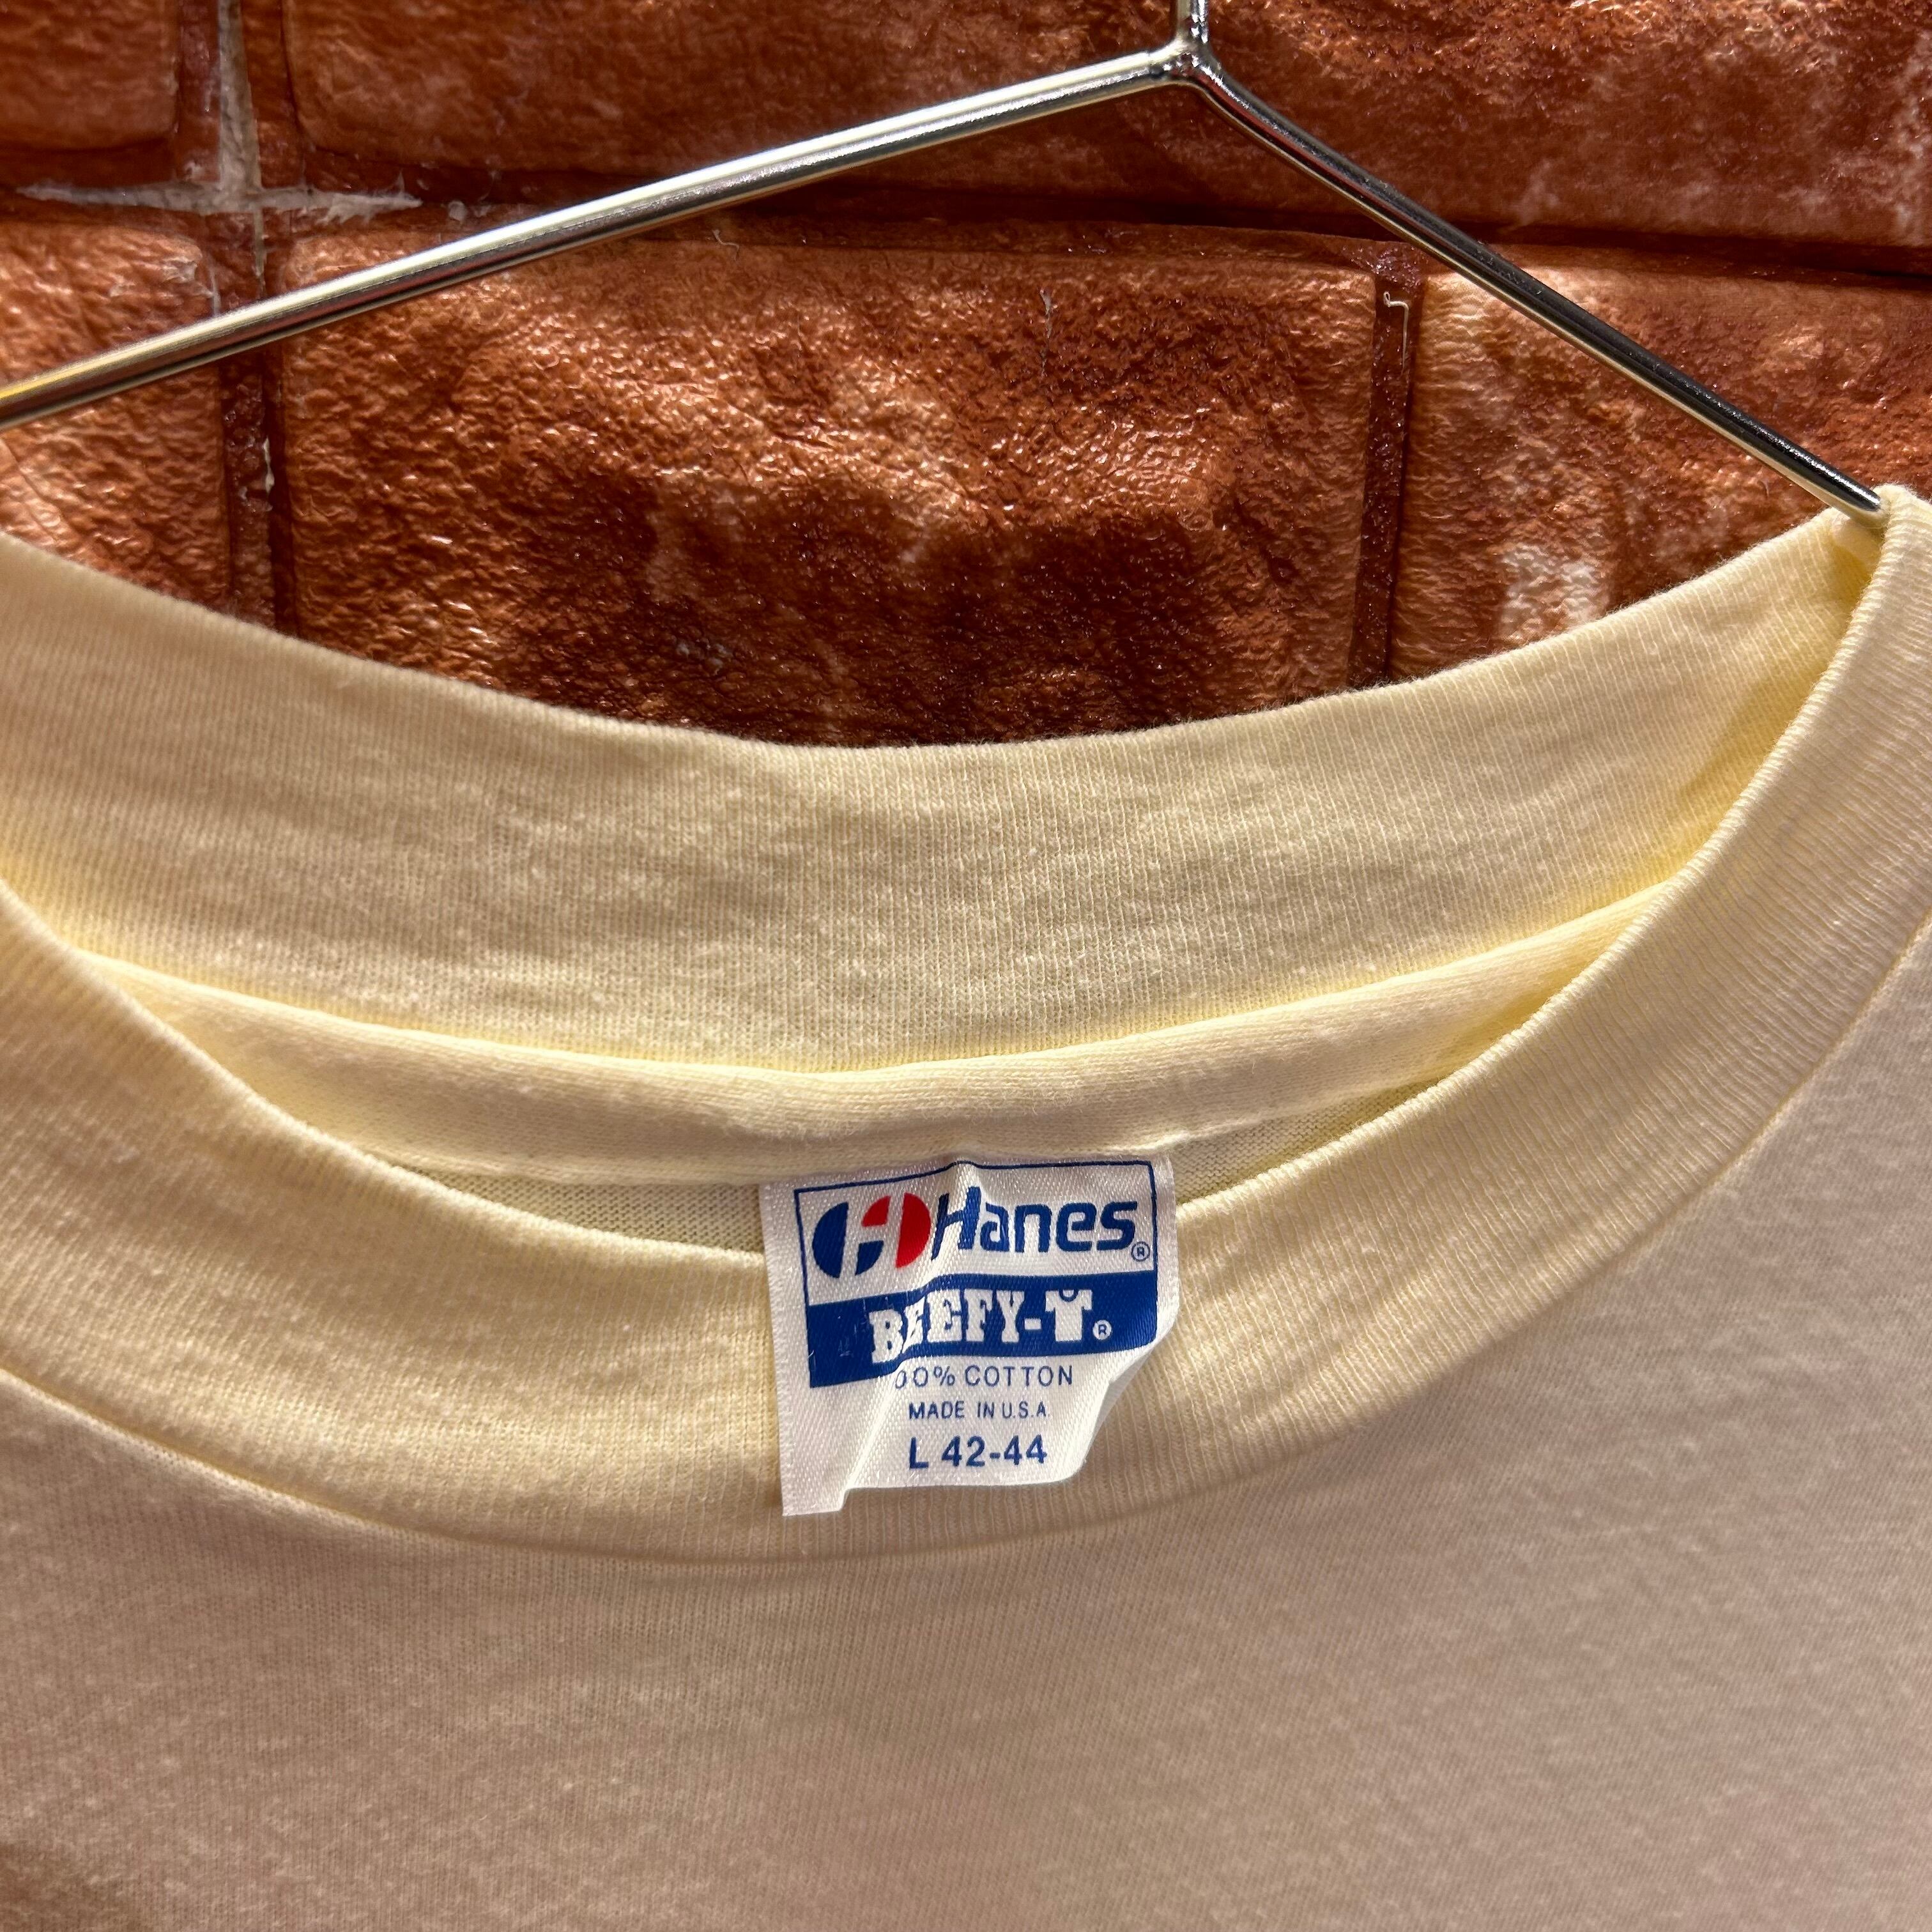 Hanes®
BEEFY-T®
00% COTTON
MADE IN U.S.A.
L 42-44